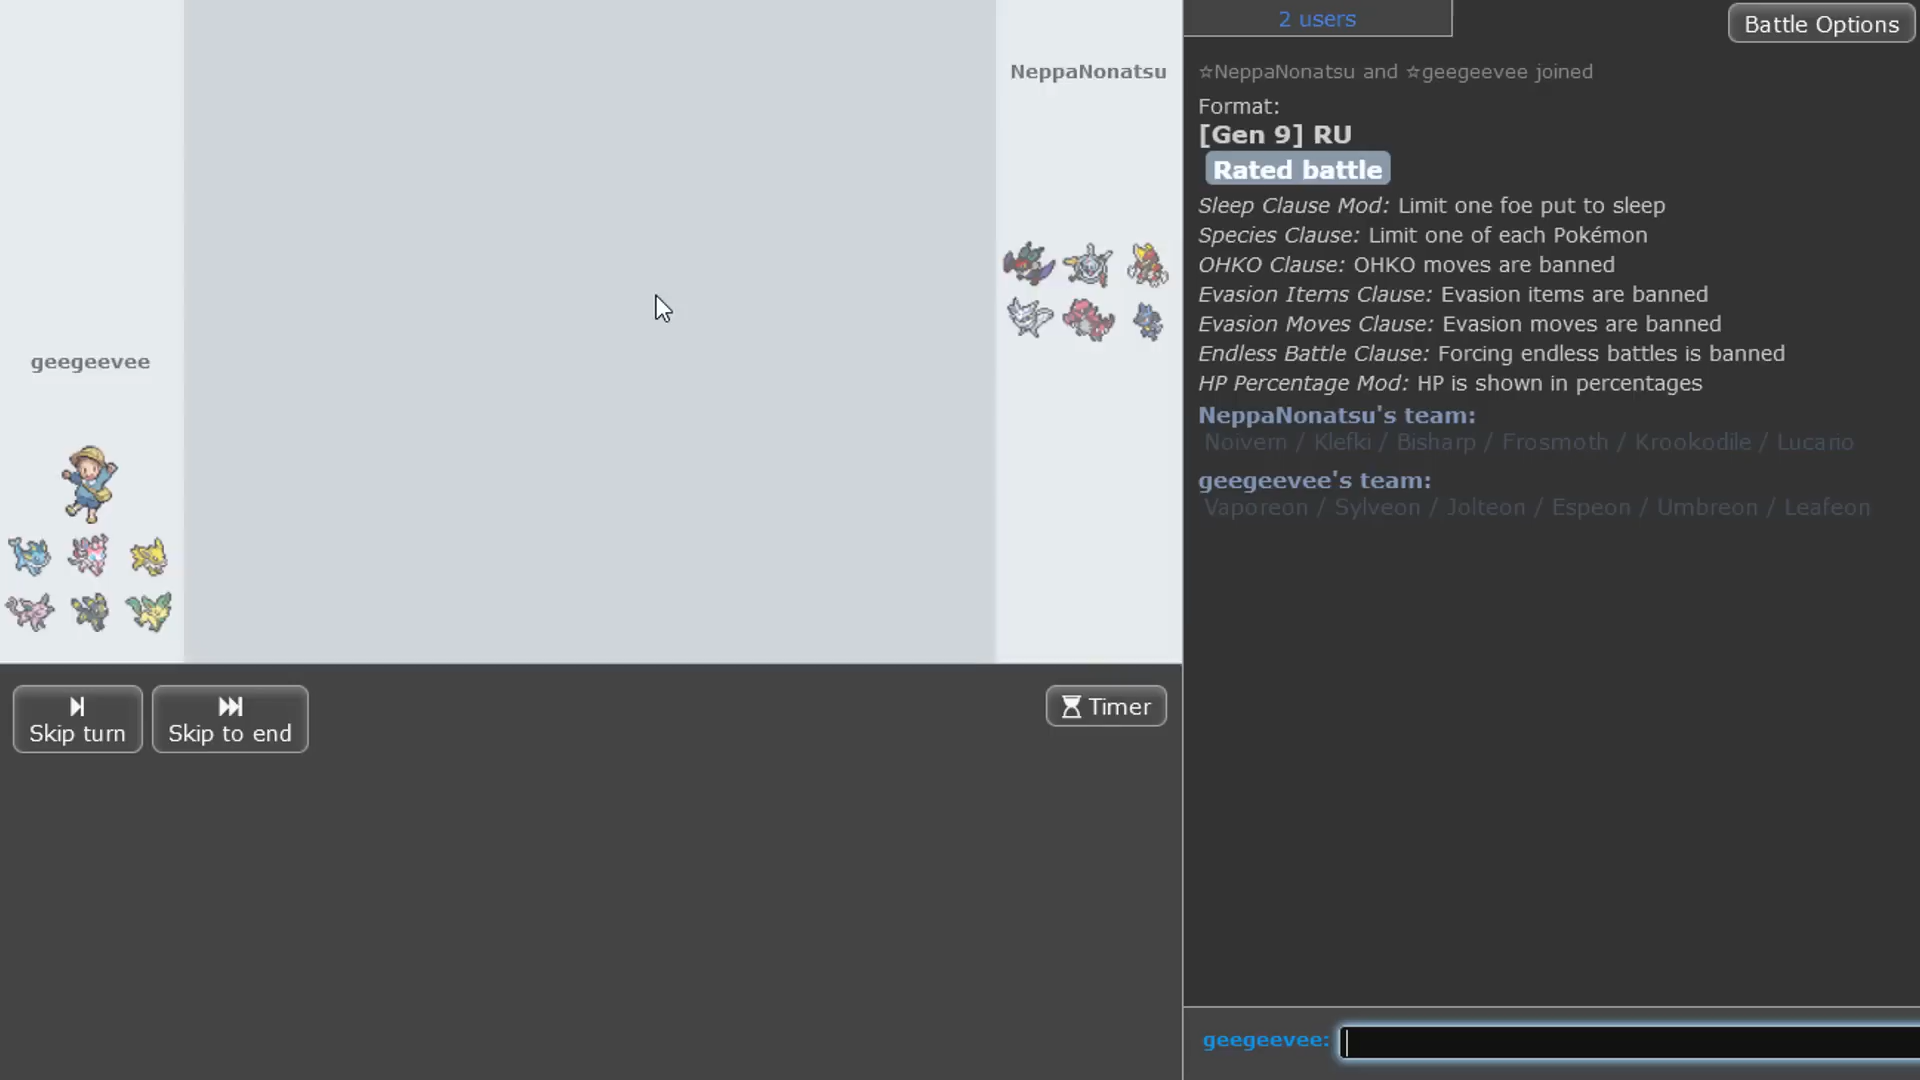 2 users
Battle Options
NeppaNonatsu
☆NeppaNonatsu and ☆geegeevee joined
Format:
[Gen 9] RU
Rated battle
Sleep Clause Mod: Limit one foe put to sleep
Species Clause: Limit one of each Pokémon
OHKO Clause: OHKO moves are banned
Evasion Items Clause: Evasion items are banned
Evasion Moves Clause: Evasion moves are banned
Endless Battle Clause: Forcing endless battles is banned
HP Percentage Mod: HP is shown in percentages
NeppaNonatsu's team:
Noivern / Klefki / Bisharp / Frosmoth / Krookodile / Lucario
geegeevee's team:
Vaporeon / Sylveon / Jolteon / Espeon / Umbreon / Leafeon
geegeevee
Skip turn
Skip to end
Timer
geegeevee: